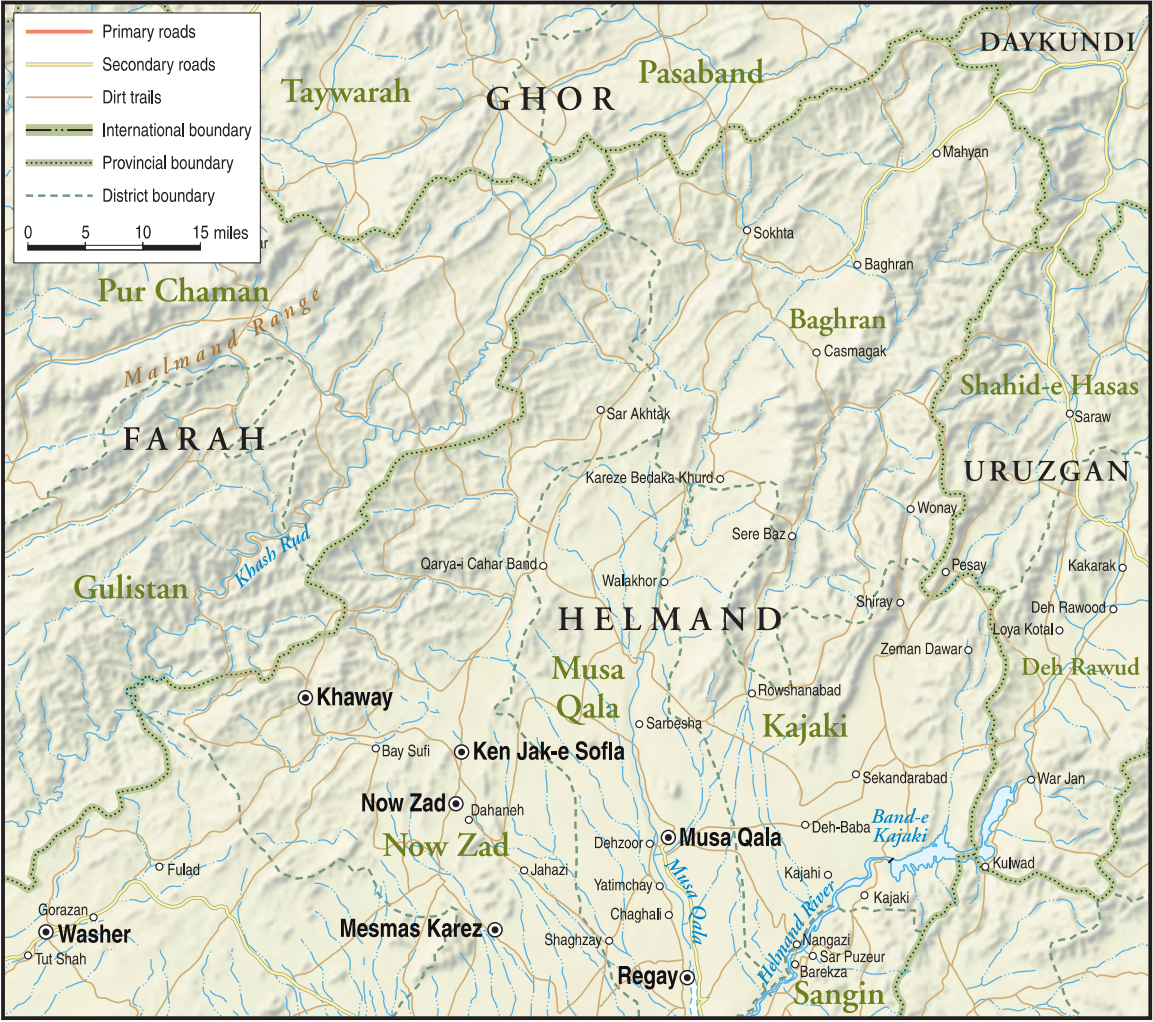 Primary roads
Secondary roads
Dirt trails
International boundary
Provincial boundary
District boundary
0 5 10 15 miles
DAYKUNDI
Taywarah
GHOR
Pasaband
Mahyan
Sokhta
ar
Baghran
Pur Chaman
Malmand Range
Baghran
Casmagak
Shahid-e Hasas
Sar Akhtak
Saraw
FARAH
URUZGAN
Kareze Bedaka Khurd
Wonay
Sere Baz
Khash Rud
Qarya-i Cahar Band
Walakhor
Pesay
Kakarak
Gulistan
Shiray
Deh Rawood
HELMAND
Loya Kotal
Zeman Dawar
Musa
Qala
Deh Rawud
Khaway
Rowshanabad
Sarbesha
Kajaki
Bay Sufi
Ken Jak-e Sofla
Sekandarabad
War Jan
Now Zad
Dahaneh
Band-e
Kajaki
Deh-Baba
Now Zad
Dehzoor
Musa Qala
Fulad
Jahazi
Kajahi
Kulwad
Yatimchay
Musa Qala
Kajaki
Gorazan
Chaghali
Helmand River
Washer
Mesmas Karez
Shaghzay
Nangazi
Tut Shah
Sar Puzeur
Barekza
Regay
Sangin